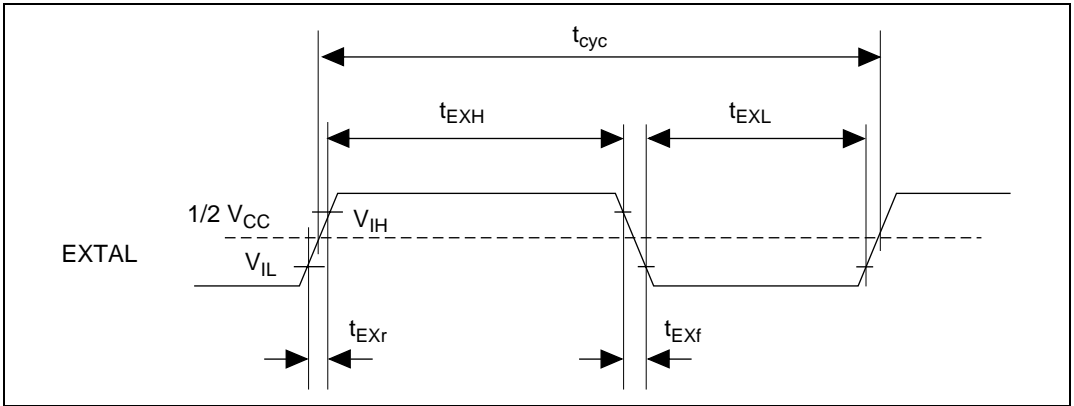 tcyc
tEXH
tEXL
1/2 VCC
VIH
EXTAL
VIL
tEXr
tEXf